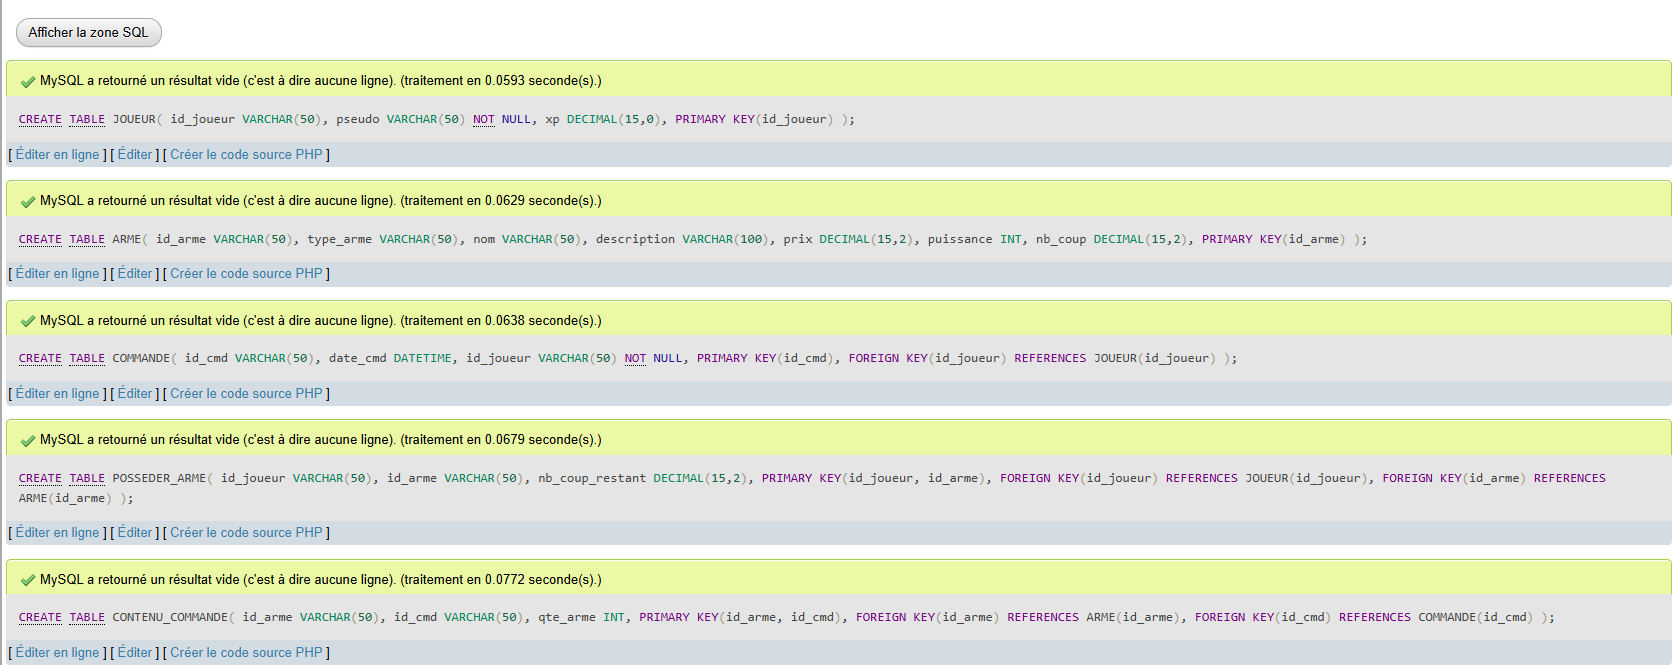 Afficher la zone SQL
MySQL a retourné un résultat vide (c'est à dire aucune ligne). (traitement en 0.0593 seconde(s).)
CREATE TABLE JOUEUR( id_joueur VARCHAR(50), pseudo VARCHAR(50) NOT NULL, xp DECIMAL(15,0), PRIMARY KEY(id_joueur) );
[ Éditer en ligne ] [ Éditer ] [ Créer le code source PHP ]
MySQL a retourné un résultat vide (c'est à dire aucune ligne). (traitement en 0.0629 seconde(s).)
CREATE TABLE ARME( id_arme VARCHAR(50), type_arme VARCHAR(50), nom VARCHAR(50), description VARCHAR(100), prix DECIMAL(15,2), puissance INT, nb_coup DECIMAL(15,2), PRIMARY KEY(id_arme) );
[ Éditer en ligne ] [ Éditer ] [ Créer le code source PHP ]
MySQL a retourné un résultat vide (c'est à dire aucune ligne). (traitement en 0.0638 seconde(s).)
CREATE TABLE COMMANDE( id_cmd VARCHAR(50), date_cmd DATETIME, id_joueur VARCHAR(50) NOT NULL, PRIMARY KEY(id_cmd), FOREIGN KEY(id_joueur) REFERENCES JOUEUR(id_joueur) );
[ Éditer en ligne ] [ Éditer ] [ Créer le code source PHP ]
MySQL a retourné un résultat vide (c'est à dire aucune ligne). (traitement en 0.0679 seconde(s).)
CREATE TABLE POSSEDER_ARME( id_joueur VARCHAR(50), id_arme VARCHAR(50), nb_coup_restant DECIMAL(15,2), PRIMARY KEY(id_joueur, id_arme), FOREIGN KEY(id_joueur) REFERENCES JOUEUR(id_joueur), FOREIGN KEY(id_arme) REFERENCES
ARME(id_arme) );
[ Éditer en ligne ] [ Éditer ] [ Créer le code source PHP ]
MySQL a retourné un résultat vide (c'est à dire aucune ligne). (traitement en 0.0772 seconde(s).)
CREATE TABLE CONTENU_COMMANDE( id_arme VARCHAR(50), id_cmd VARCHAR(50), qte_arme INT, PRIMARY KEY(id_arme, id_cmd), FOREIGN KEY(id_arme) REFERENCES ARME(id_arme), FOREIGN KEY(id_cmd) REFERENCES COMMANDE(id_cmd) );
[ Éditer en ligne ] [ Éditer ] [ Créer le code source PHP ]